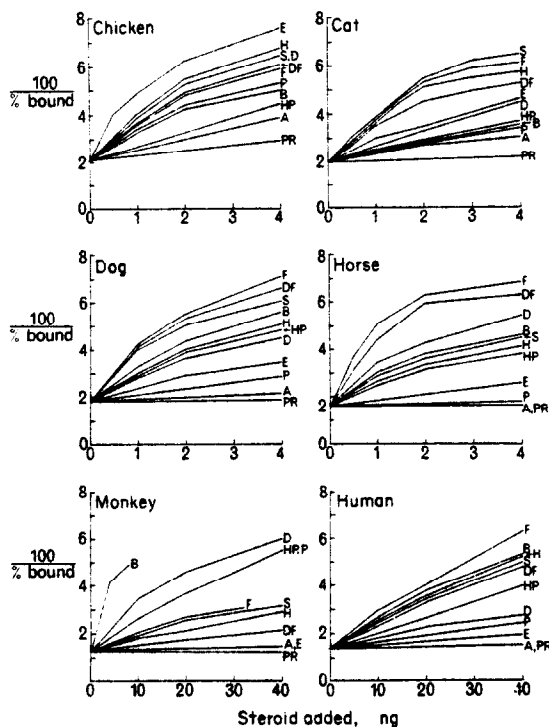 Chicken
8
6
4
2
0
100
% bound
E
H
S,D
F
DF
P
B
HP
A
PR
0 1 2 3 4
Cat
8
6
4
2
0
S
F
H
DF
E
D
HP
B
P
A
PR
0 1 2 3 4
Dog
8
6
4
2
0
100
% bound
F
DF
S
B
H
HP
D
E
P
A
PR
0 1 2 3 4
Horse
8
6
4
2
0
F
DF
D
B
S
H
HP
E
P
A,PR
0 1 2 3 4
Monkey
8
6
4
2
0
100
% bound
B
D
HP,P
F
S
H
DF
A,E
PR
0 10 20 30 40
Human
8
6
4
2
0
F
B
H
S
DF
HP
D
P
E
A,PR
0 10 20 30 40
Steroid added, ng